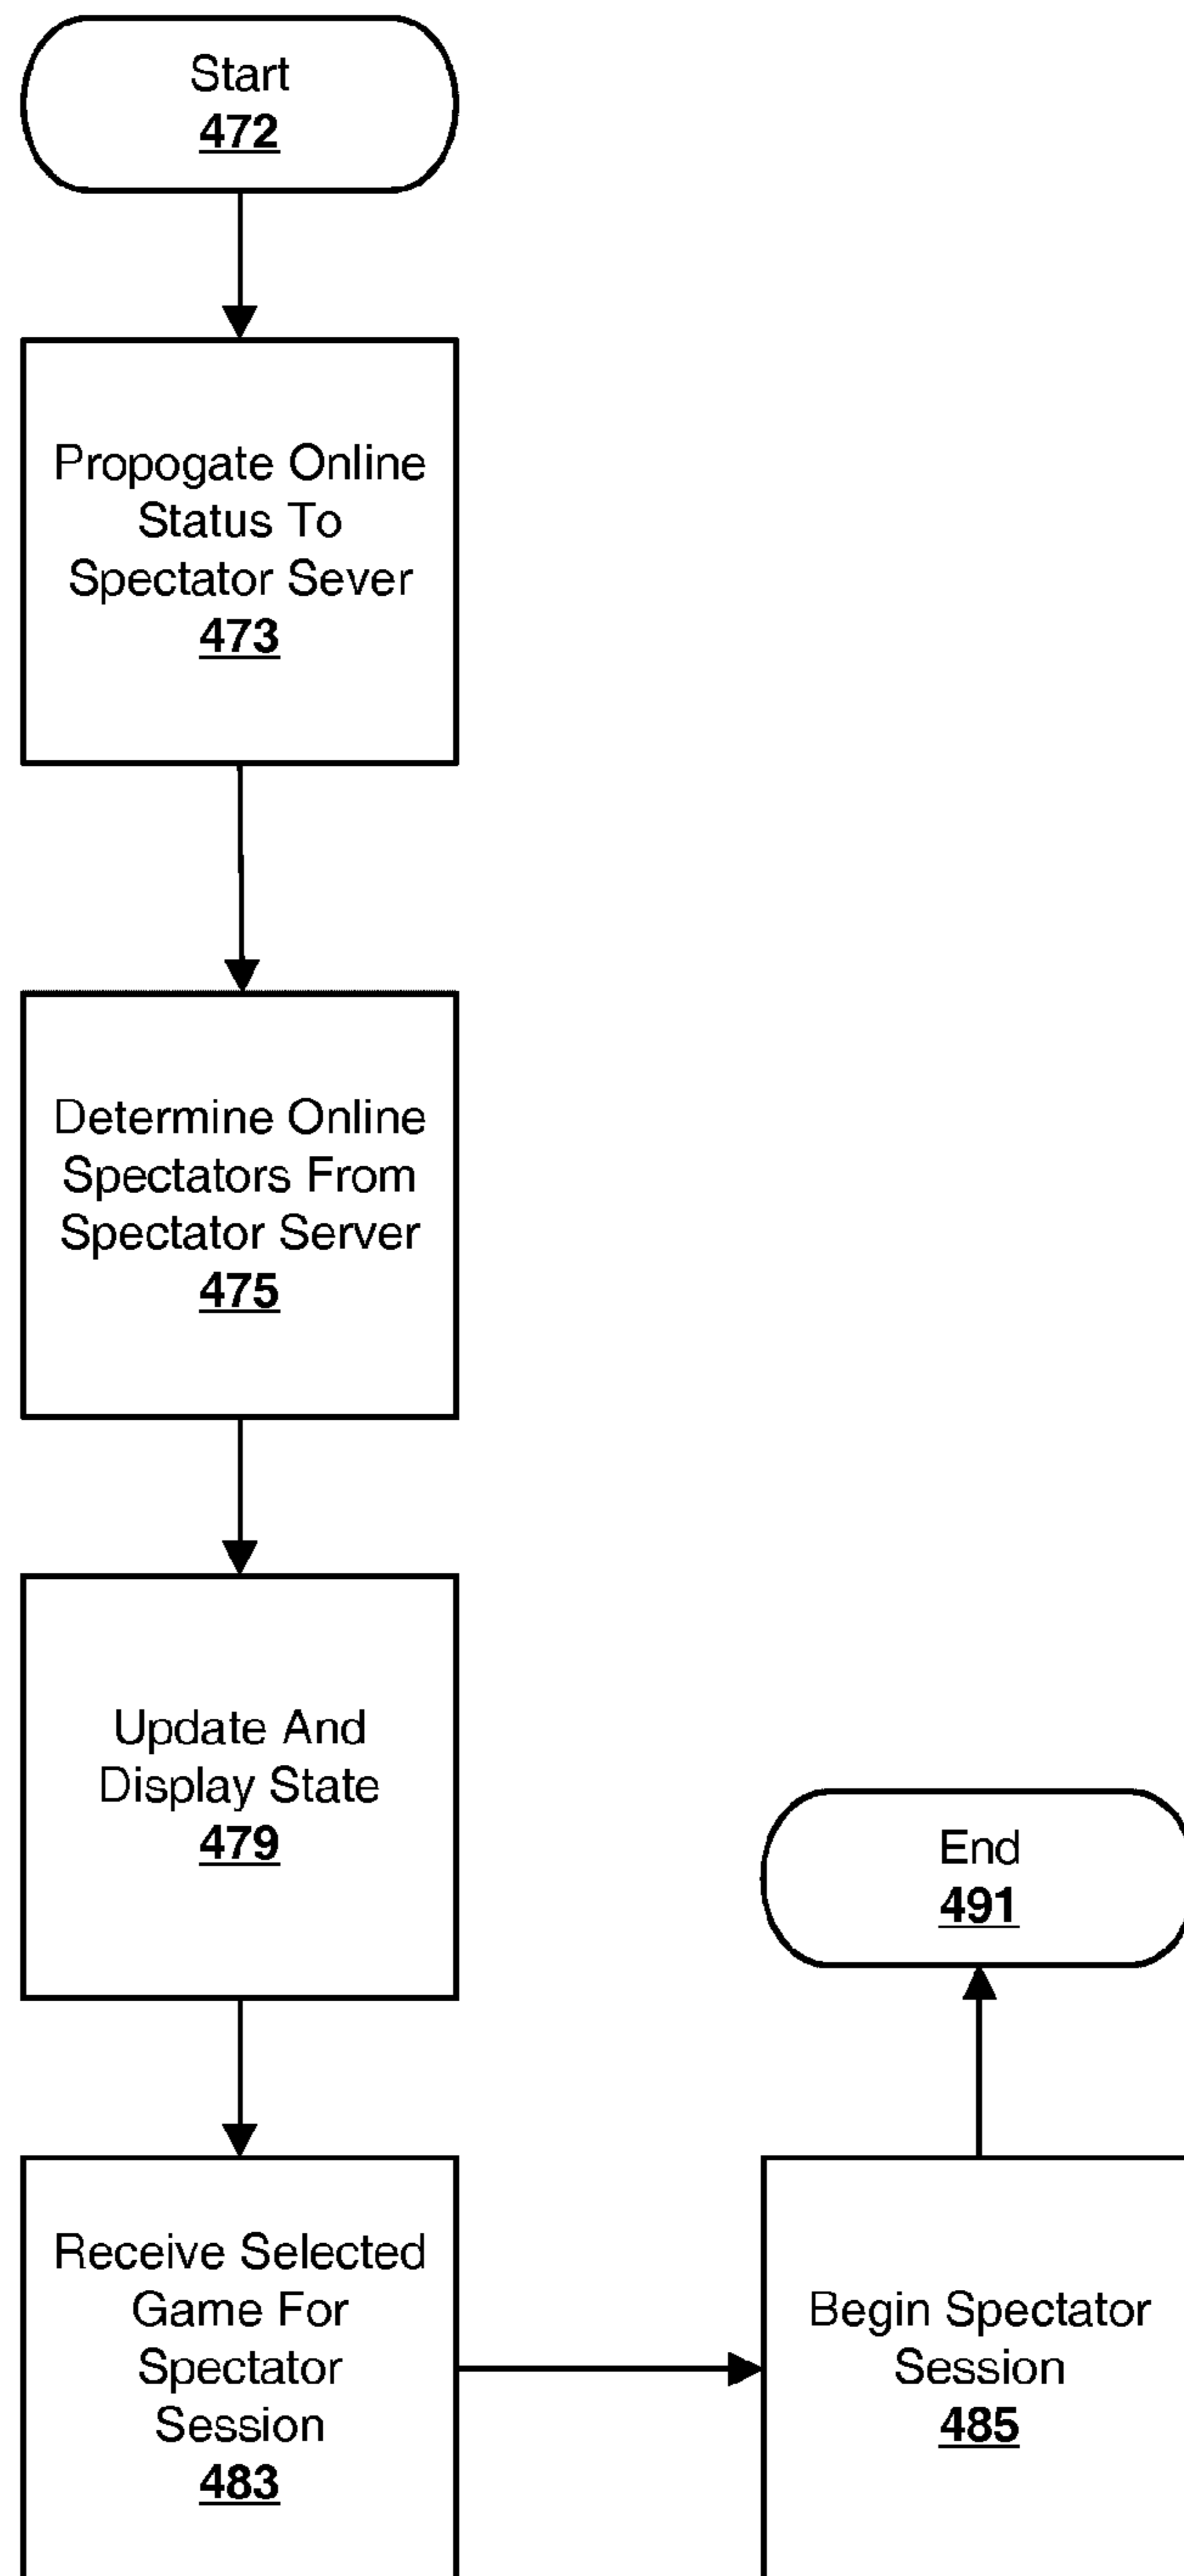 Start
472
Propogate Online
Status To
Spectator Sever
473
Determine Online
Spectators From
Spectator Server
475
Update And
Display State
479
Receive Selected
Game For
Spectator
Session
483
Begin Spectator
Session
485
End
491